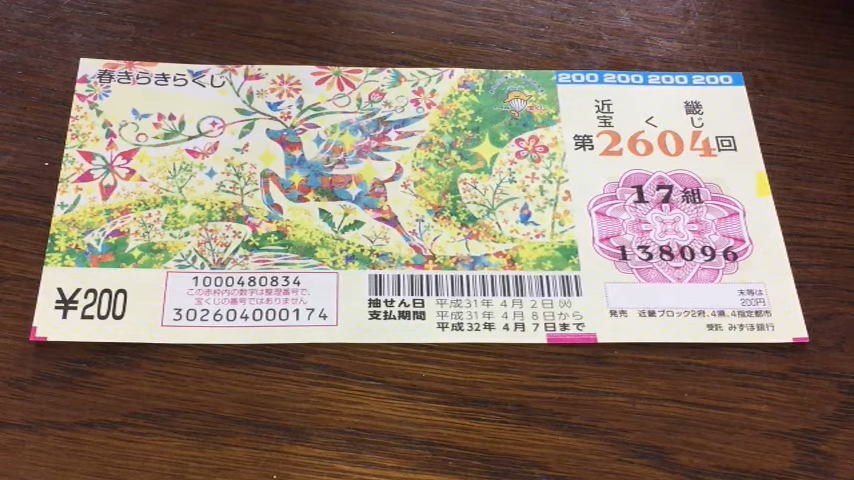 春きらきらくじ
200 200 200 200
近畿
宝くじ
第2604回
17組
138096
¥200
1000480834
この赤枠内の数字は整理番号で、
宝くじの番号ではありません
302604000174
抽せん日 平成31年4月2日(火)
支払期間 平成31年4月8日から
平成32年4月7日まで
末等は
200円
発売 近畿ブロック2府、4県、4指定都市
受託 みずほ銀行